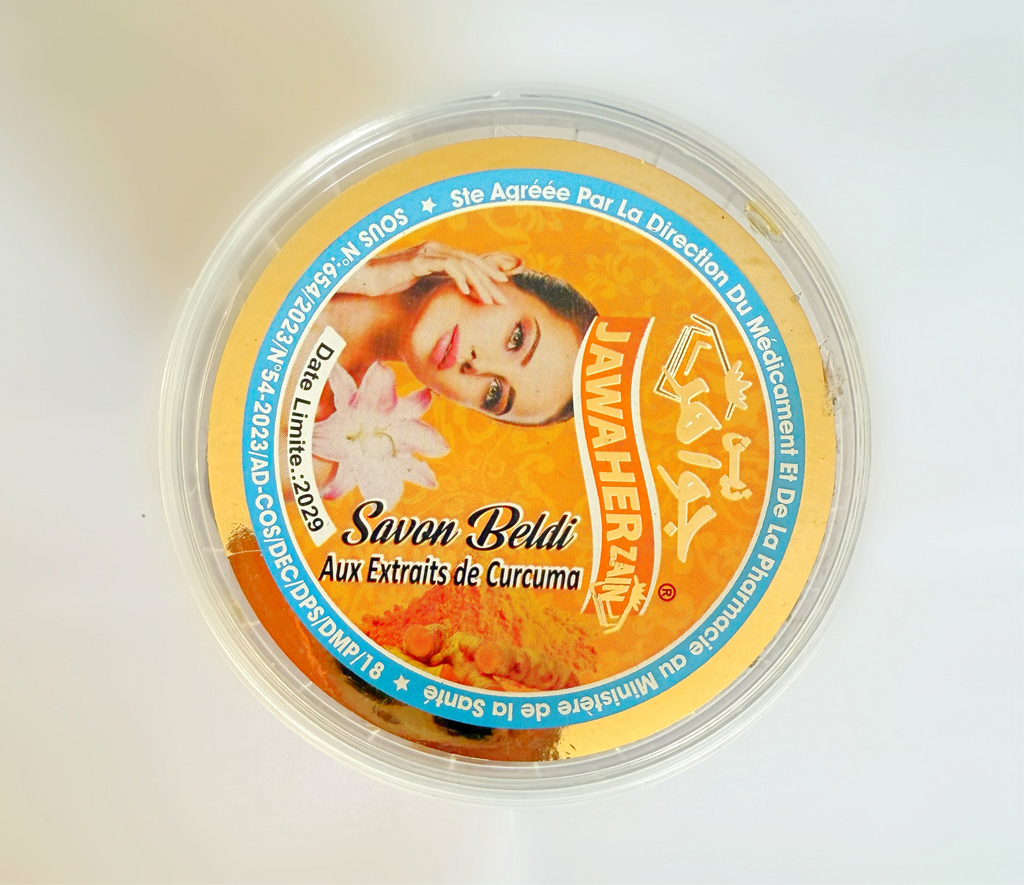 Ste Agréée Par La Direction Du Médicament Et De La Pharmacie au Ministère de la Santé
SOUS N°:654/2023/N°54-2023/AD-COS/DEC/DPS/DMP/18
جواهر
زين
JAWAHER ZAIN ®
Date Limite.:2029
Savon Beldi
Aux Extraits de Curcuma